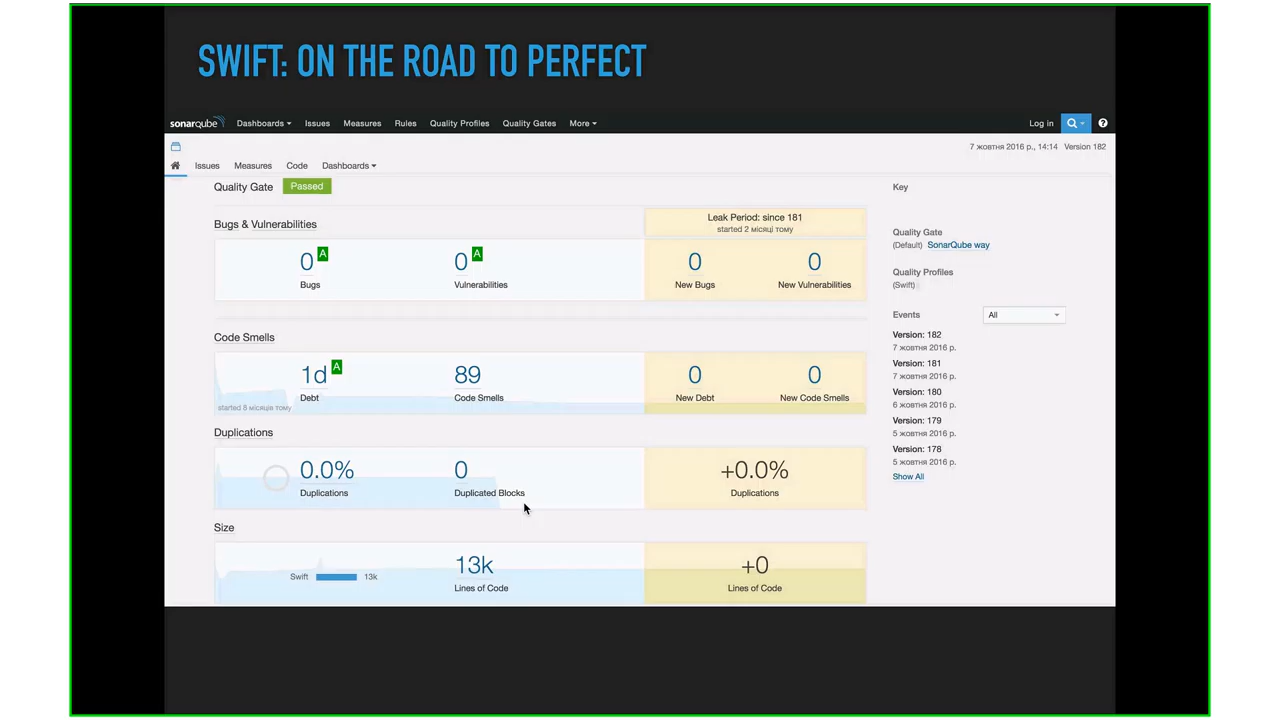 SWIFT: ON THE ROAD TO PERFECT
sonarqube Dashboards Issues Measures Rules Quality Profiles Quality Gates More Log in
7 жовтня 2016 р., 14:14 Version 182
Issues Measures Code Dashboards
Quality Gate Passed
Key
Bugs & Vulnerabilities
Leak Period: since 181
started 2 місяці тому
0 A 0 A 0 0
Bugs Vulnerabilities New Bugs New Vulnerabilities
Quality Gate
(Default) SonarQube way
Quality Profiles
(Swift)
Events All
Version: 182
7 жовтня 2016 р.
Version: 181
7 жовтня 2016 р.
Version: 180
6 жовтня 2016 р.
Version: 179
5 жовтня 2016 р.
Version: 178
5 жовтня 2016 р.
Show All
Code Smells
1d A 89 0 0
Debt Code Smells New Debt New Code Smells
started 8 місяців тому
Duplications
0.0% 0 +0.0%
Duplications Duplicated Blocks Duplications
Size
Swift 13k 13k +0
Lines of Code Lines of Code